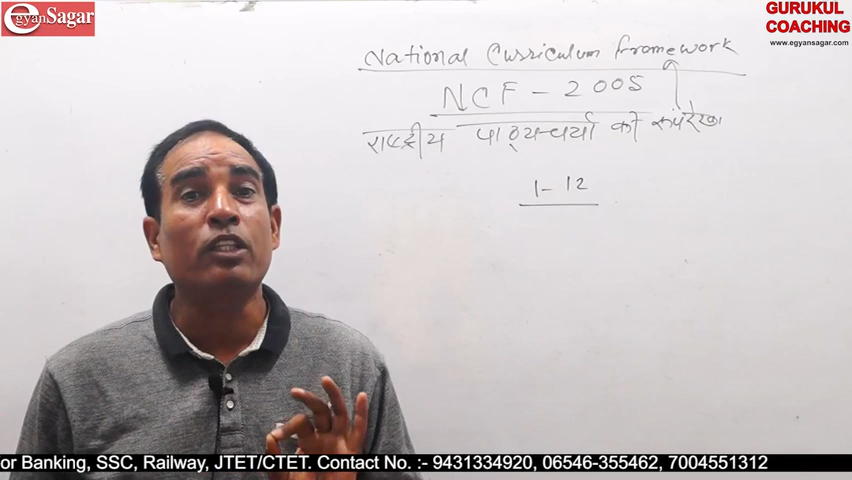 egyanSagar
GURUKUL
COACHING
www.egyansagar.com
National Curriculum Framework
NCF - 2005
राष्ट्रीय पाठ्यचर्या की रूपरेखा
1 - 12
or Banking, SSC, Railway, JTET/CTET. Contact No. :- 9431334920, 06546-355462, 7004551312